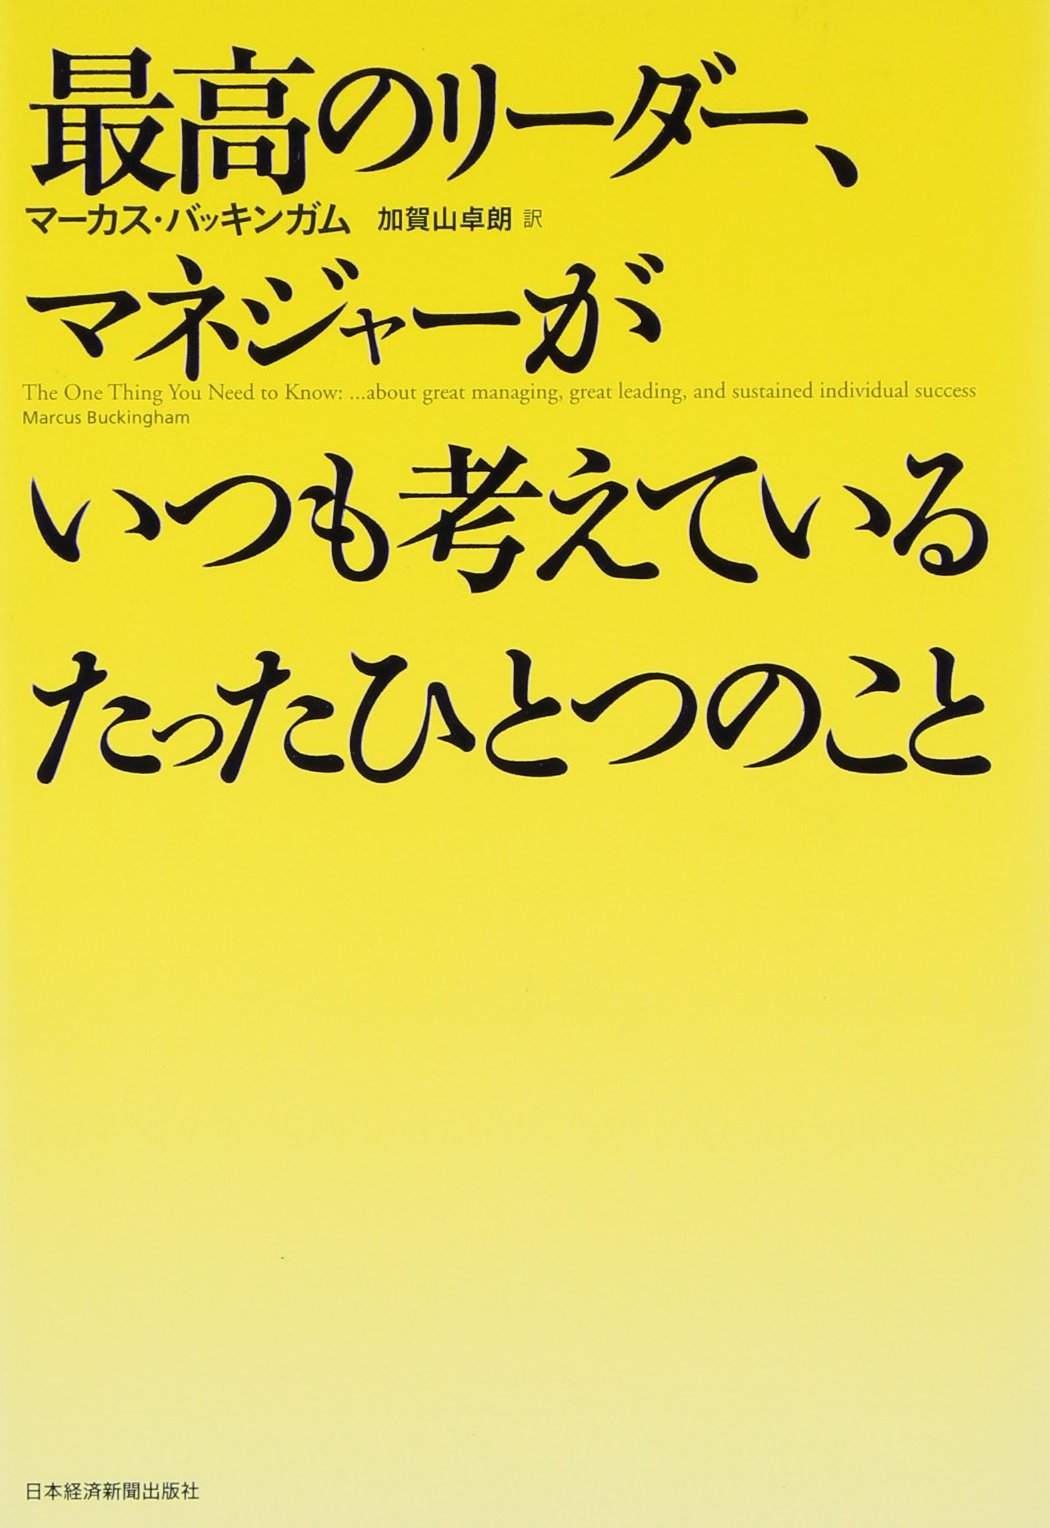 最高のリーダー、
マーカス・バッキンガム 加賀山卓朗 訳
マネジャーが
The One Thing You Need to Know: ...about great managing, great leading, and sustained individual success
Marcus Buckingham
いつも考えている
たったひとつのこと
日本経済新聞出版社